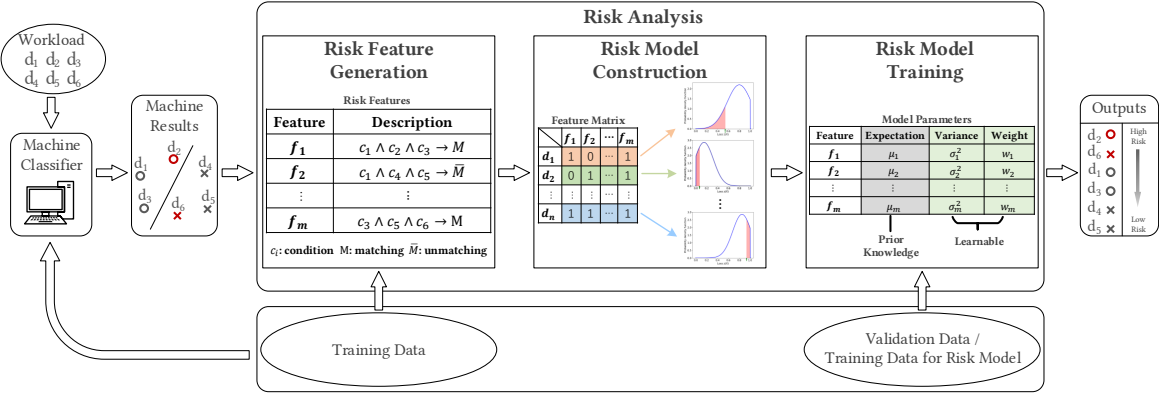 Workload
d1 d2 d3
d4 d5 d6
Machine
Classifier
Machine
Results
d1
d2
d3
d4
d5
d6
Risk Analysis
Risk Feature
Generation
Risk Features
Feature Description
f1 c1 ∧ c2 ∧ c3 → M
f2 c1 ∧ c4 ∧ c5 → M̄
⋮ ⋮
fm c3 ∧ c5 ∧ c6 → M
ci: condition M: matching M̄: unmatching
Risk Model
Construction
Feature Matrix
f1 f2 ⋯ fm
d1 1 0 ⋯ 1
d2 0 1 ⋯ 1
⋮ ⋮ ⋮ ⋮ ⋮
dn 1 1 ⋯ 1
⋮
Risk Model
Training
Model Parameters
Feature Expectation Variance Weight
f1 μ1 σ1² w1
f2 μ2 σ2² w2
⋮ ⋮ ⋮ ⋮
fm μm σm² wm
Prior
Knowledge
Learnable
Outputs
d2
d6
d1
d3
d4
d5
High
Risk
Low
Risk
Training Data
Validation Data /
Training Data for Risk Model